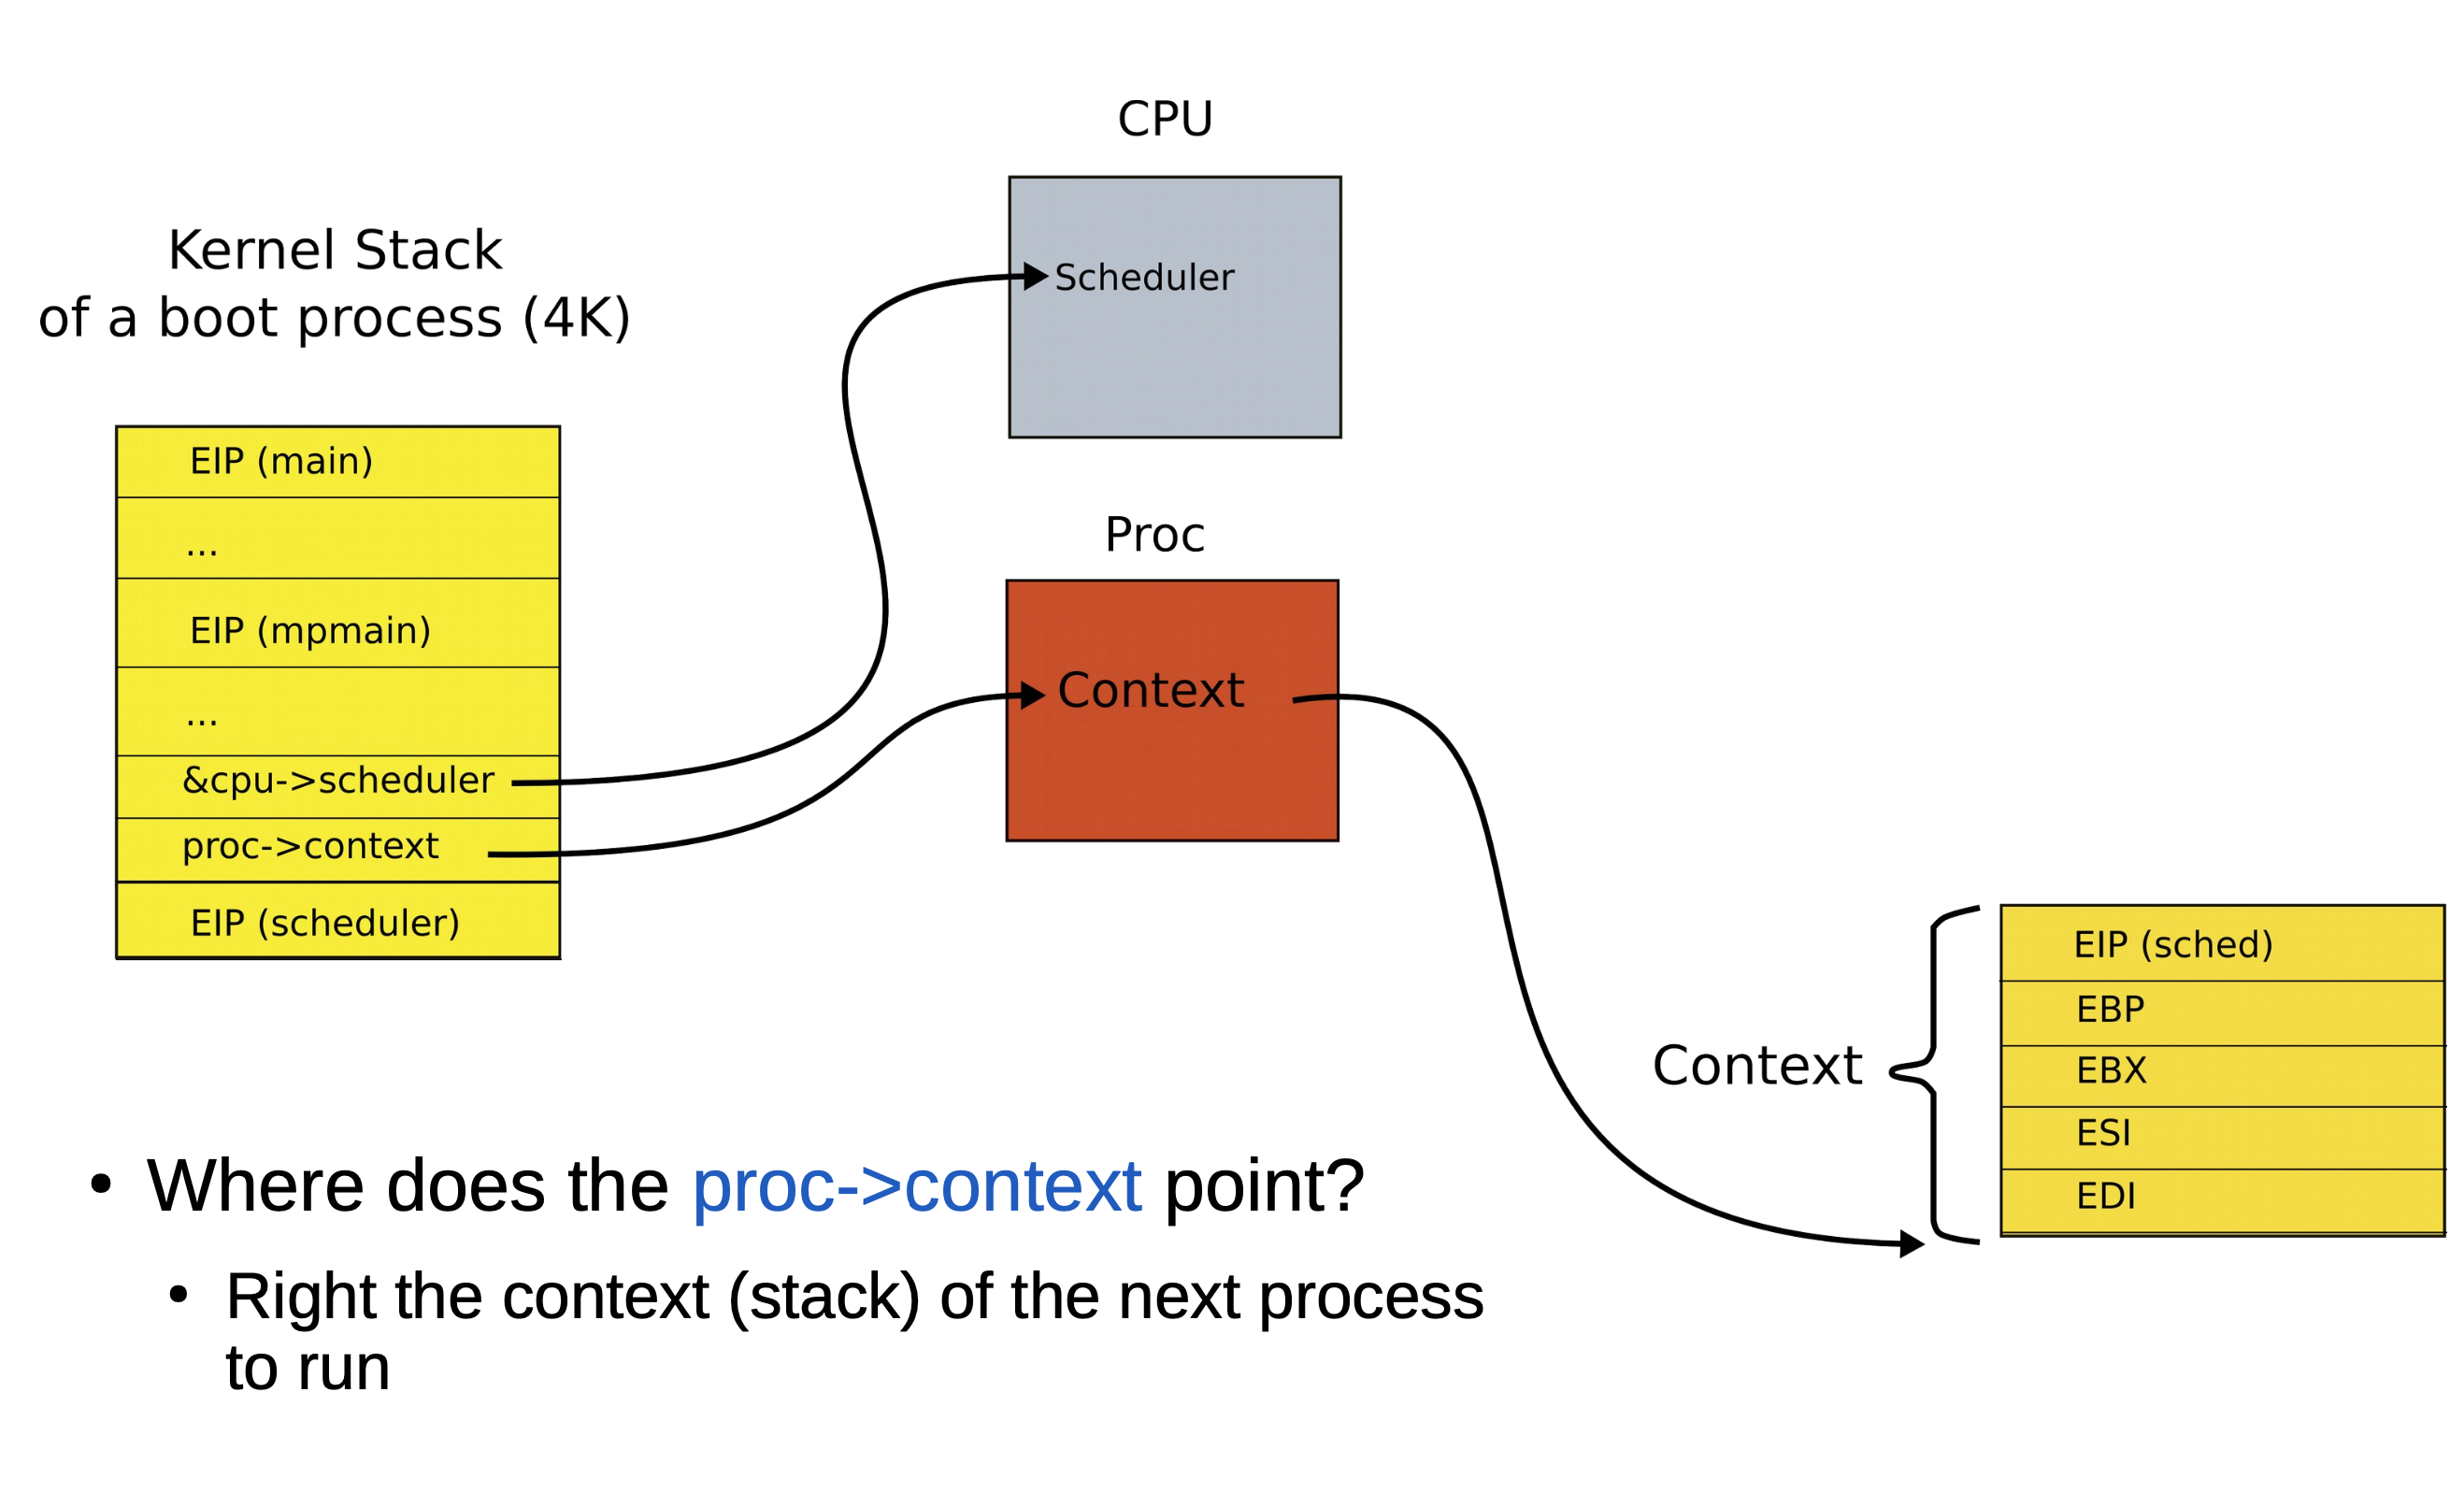 CPU
Scheduler
Kernel Stack
of a boot process (4K)
EIP (main)
...
EIP (mpmain)
...
&cpu->scheduler
proc->context
EIP (scheduler)
Proc
Context
Context
EIP (sched)
EBP
EBX
ESI
EDI
• Where does the proc->context point?
• Right the context (stack) of the next process
to run